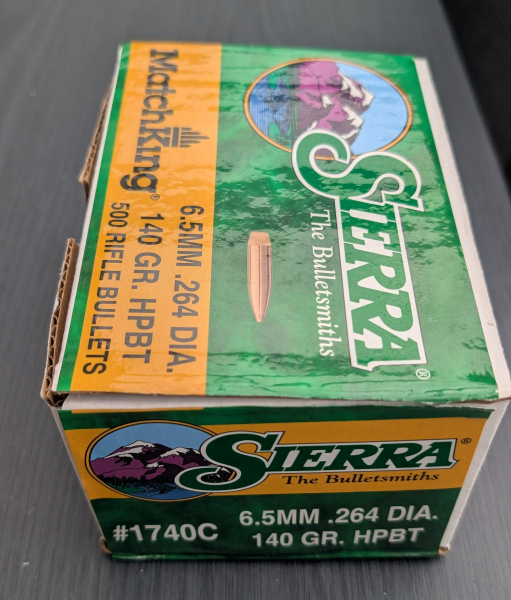 SIERRA®
The Bulletsmiths
6.5MM .264 DIA.
MatchKing® 140 GR. HPBT
500 RIFLE BULLETS
SIERRA®
The Bulletsmiths
#1740C
6.5MM .264 DIA.
140 GR. HPBT